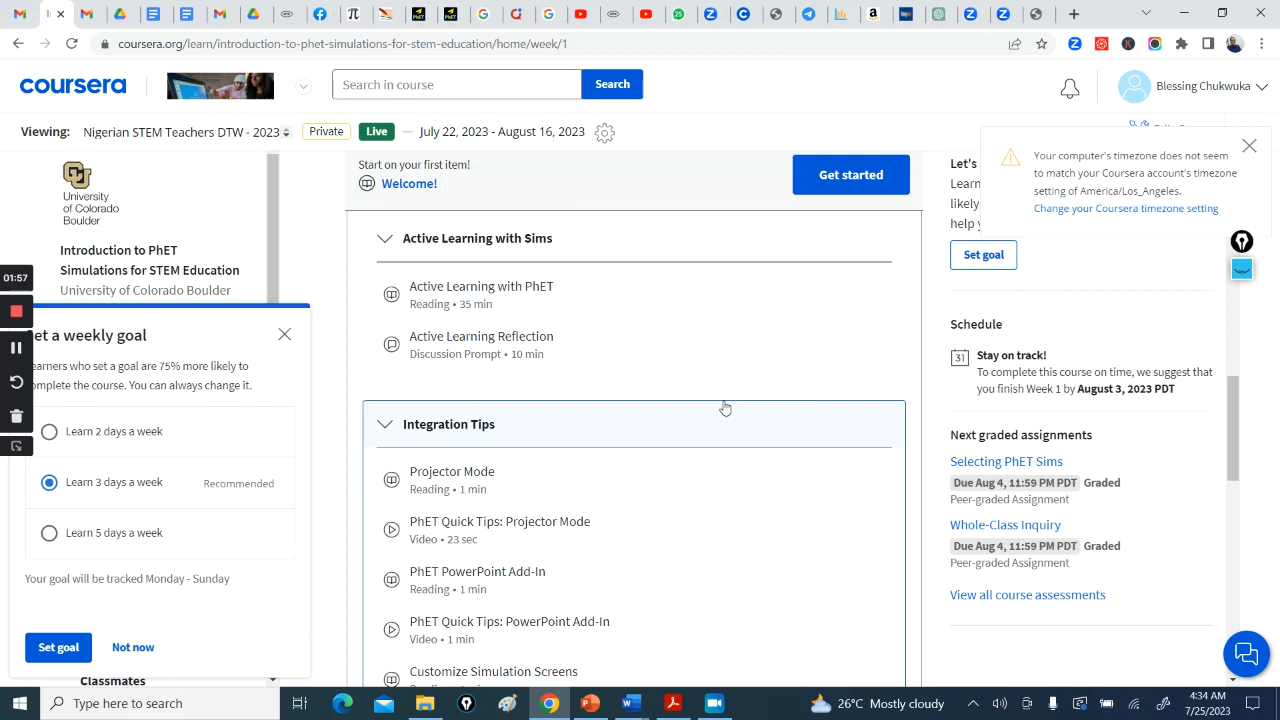 coursera.org/learn/introduction-to-phet-simulations-for-stem-education/home/week/1
coursera
Search in course
Search
Blessing Chukwuka
Viewing:
Nigerian STEM Teachers DTW - 2023
Private
Live
— July 22, 2023 - August 16, 2023
University
of Colorado
Boulder
Introduction to PhET
Simulations for STEM Education
University of Colorado Boulder
01:57
et a weekly goal
earners who set a goal are 75% more likely to
omplete the course. You can always change it.
Learn 2 days a week
Learn 3 days a week
Recommended
Learn 5 days a week
Your goal will be tracked Monday - Sunday
Set goal
Not now
Classmates
Start on your first item!
Welcome!
Get started
Active Learning with Sims
Active Learning with PhET
Reading • 35 min
Active Learning Reflection
Discussion Prompt • 10 min
Integration Tips
Projector Mode
Reading • 1 min
PhET Quick Tips: Projector Mode
Video • 23 sec
PhET PowerPoint Add-In
Reading • 1 min
PhET Quick Tips: PowerPoint Add-In
Video • 1 min
Customize Simulation Screens
Let's
Learn
likely
help y
Your computer's timezone does not seem
to match your Coursera account's timezone
setting of America/Los_Angeles.
Change your Coursera timezone setting
Set goal
Schedule
31
Stay on track!
To complete this course on time, we suggest that
you finish Week 1 by August 3, 2023 PDT
Next graded assignments
Selecting PhET Sims
Due Aug 4, 11:59 PM PDT Graded
Peer-graded Assignment
Whole-Class Inquiry
Due Aug 4, 11:59 PM PDT Graded
Peer-graded Assignment
View all course assessments
Type here to search
26°C Mostly cloudy
4:34 AM
7/25/2023